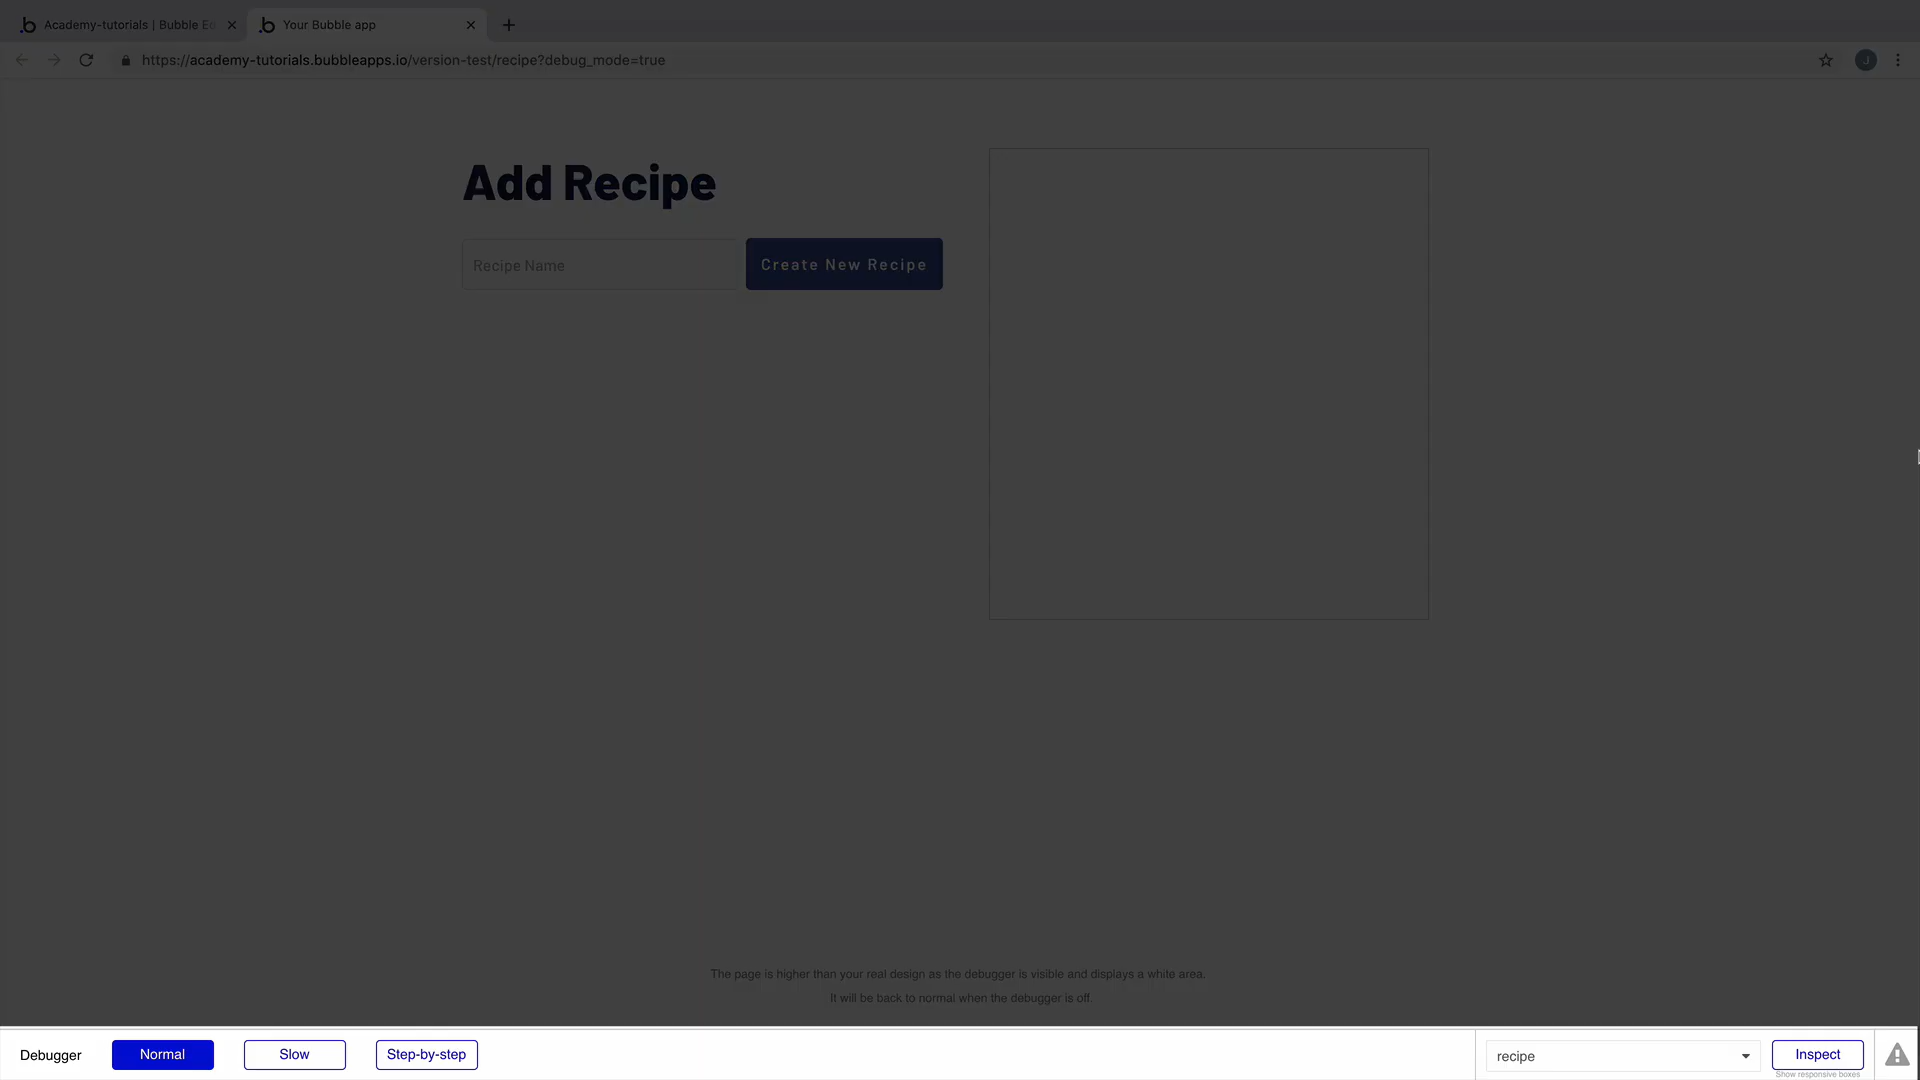 Academy-tutorials | Bubble Ed
Your Bubble app
https://academy-tutorials.bubbleapps.io/version-test/recipe?debug_mode=true
J
Add Recipe
Recipe Name
Create New Recipe
The page is higher than your real design as the debugger is visible and displays a white area.
It will be back to normal when the debugger is off.
Debugger
Normal
Slow
Step-by-step
recipe
Inspect
Show responsive boxes